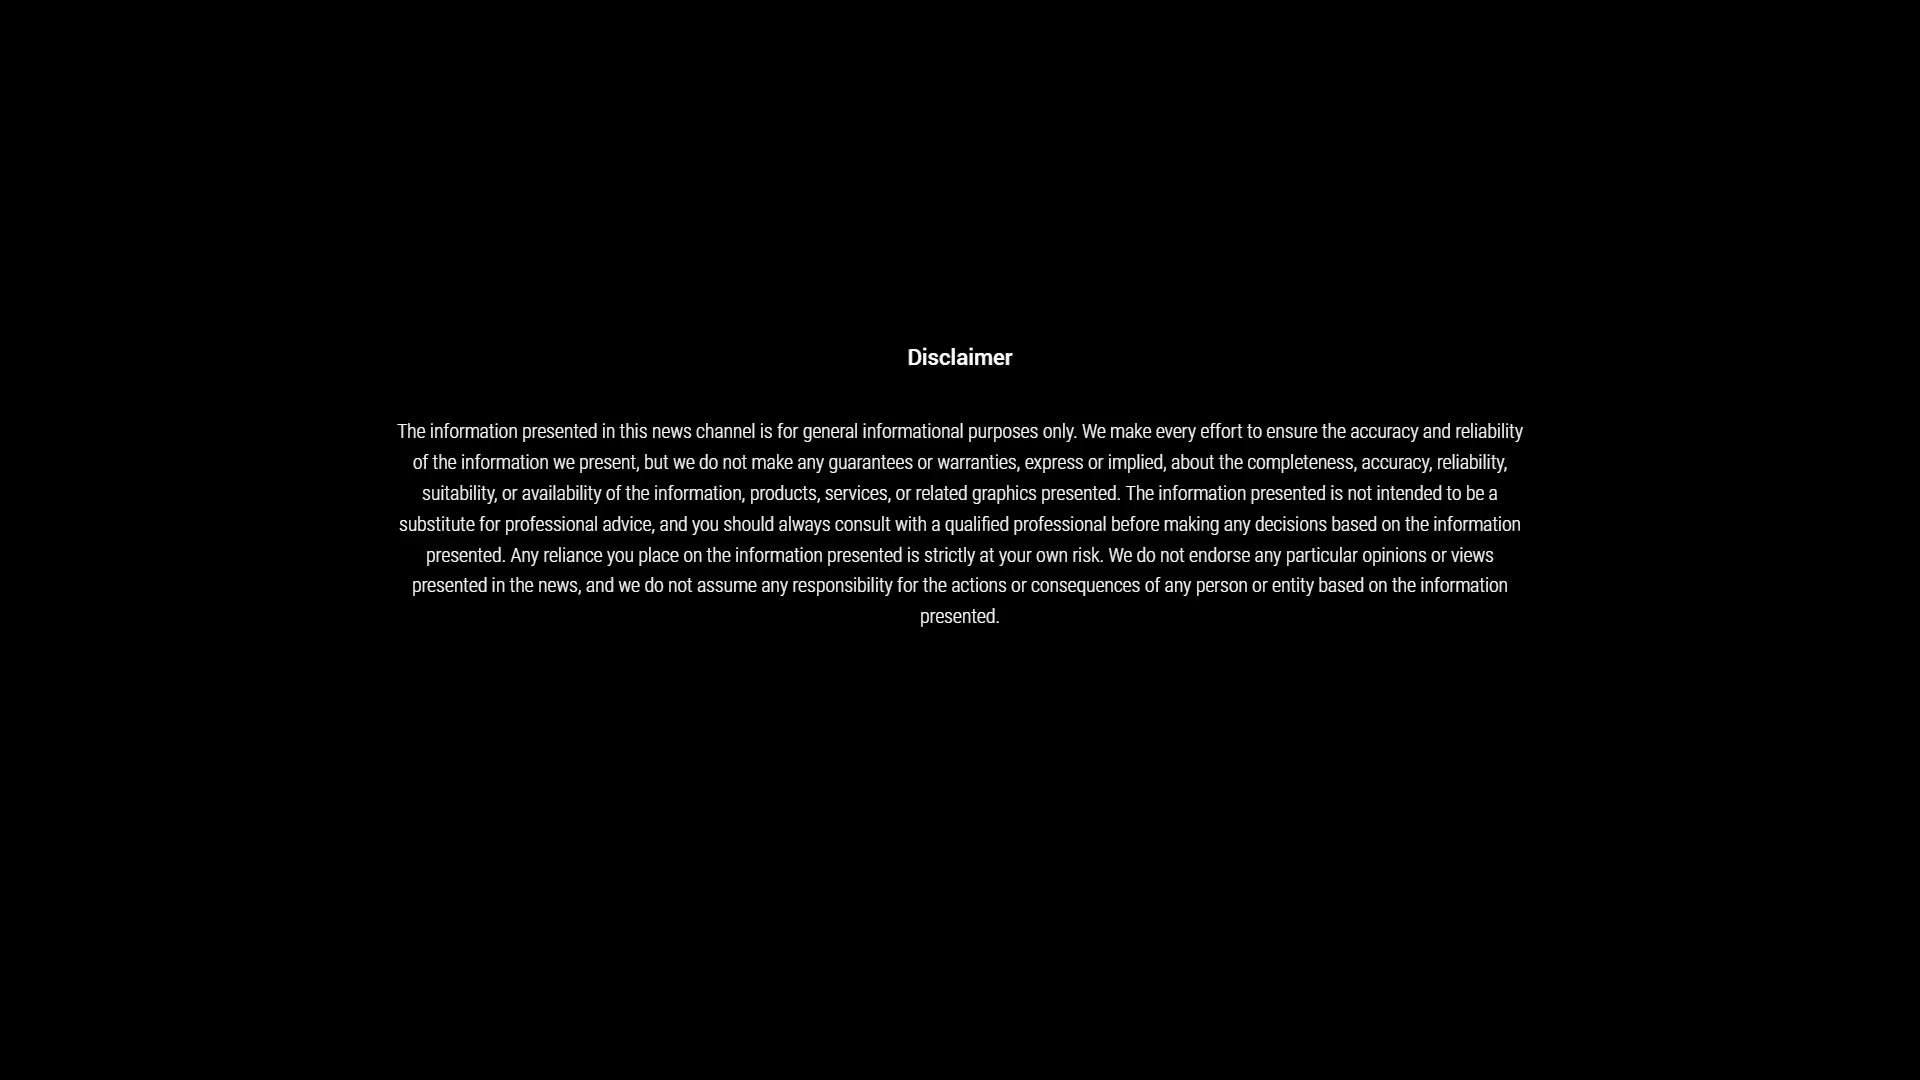 Disclaimer
The information presented in this news channel is for general informational purposes only. We make every effort to ensure the accuracy and reliability
of the information we present, but we do not make any guarantees or warranties, express or implied, about the completeness, accuracy, reliability,
suitability, or availability of the information, products, services, or related graphics presented. The information presented is not intended to be a
substitute for professional advice, and you should always consult with a qualified professional before making any decisions based on the information
presented. Any reliance you place on the information presented is strictly at your own risk. We do not endorse any particular opinions or views
presented in the news, and we do not assume any responsibility for the actions or consequences of any person or entity based on the information
presented.